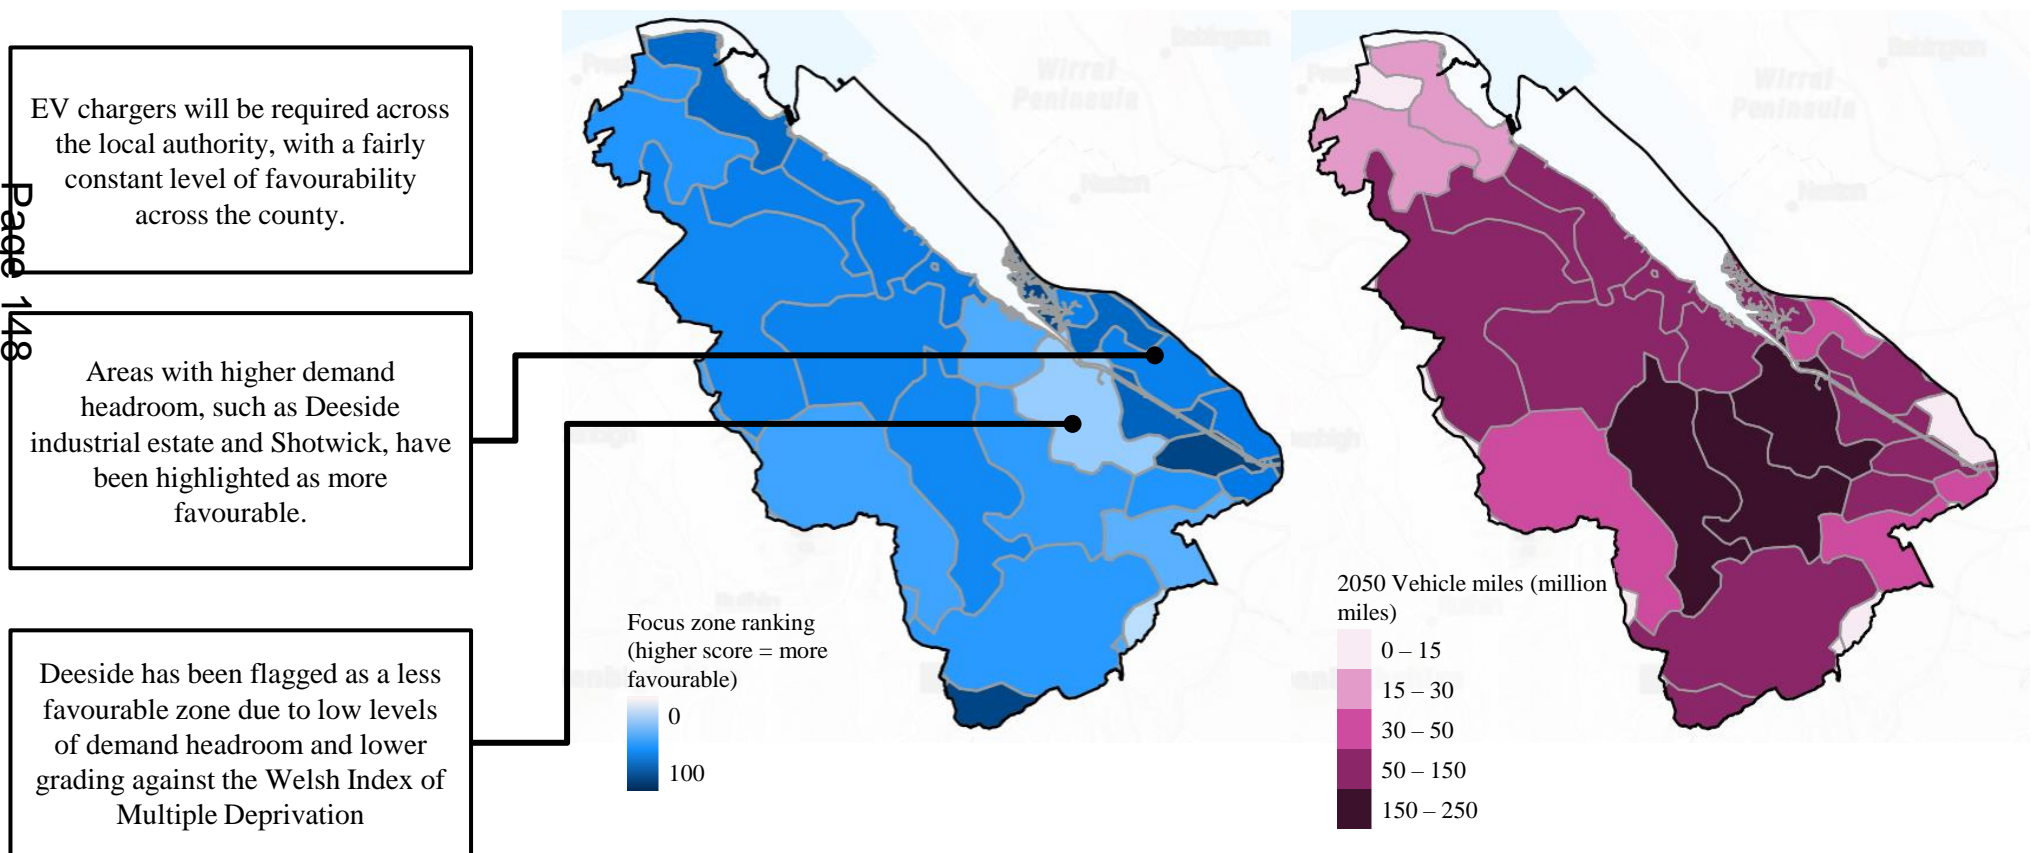 EV chargers will be required across
the local authority, with a fairly
constant level of favourability
across the county.
Page 148
Areas with higher demand
headroom, such as Deeside
industrial estate and Shotwick, have
been highlighted as more
favourable.
Deeside has been flagged as a less
favourable zone due to low levels
of demand headroom and lower
grading against the Welsh Index of
Multiple Deprivation
Wirral
Peninsula
Bebington
Neston
Focus zone ranking
(higher score = more
favourable)
0
100
Wirral
Peninsula
Bebington
Neston
2050 Vehicle miles (million
miles)
0 – 15
15 – 30
30 – 50
50 – 150
150 – 250